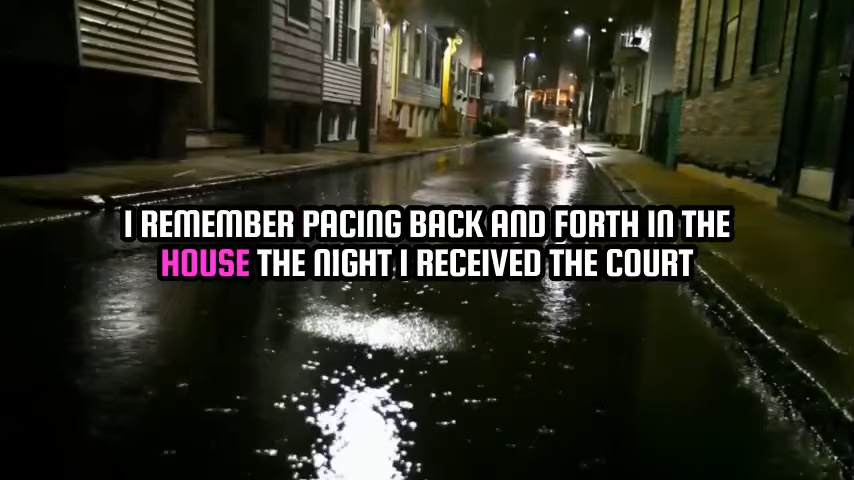 I REMEMBER PACING BACK AND FORTH IN THE
HOUSE THE NIGHT I RECEIVED THE COURT